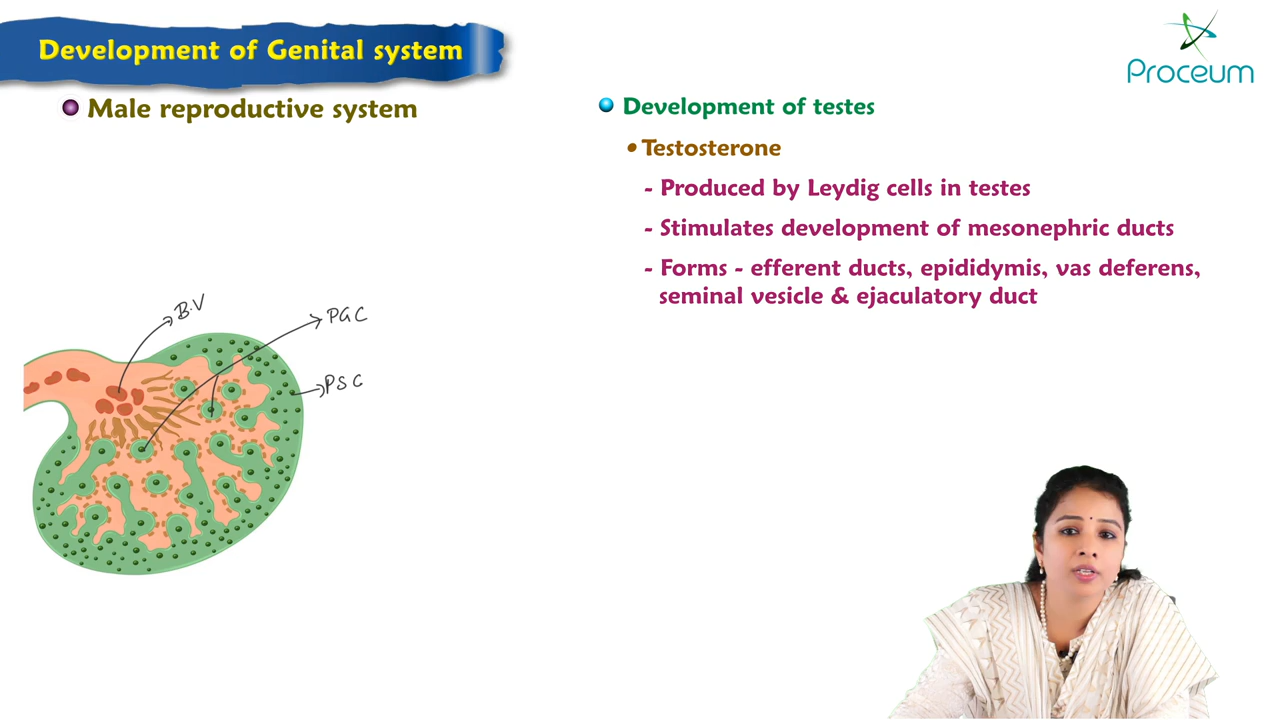 Development of Genital system
Proceum
Male reproductive system
Development of testes
• Testosterone
- Produced by Leydig cells in testes
- Stimulates development of mesonephric ducts
- Forms - efferent ducts, epididymis, vas deferens,
seminal vesicle & ejaculatory duct
B.V
PGC
PSC